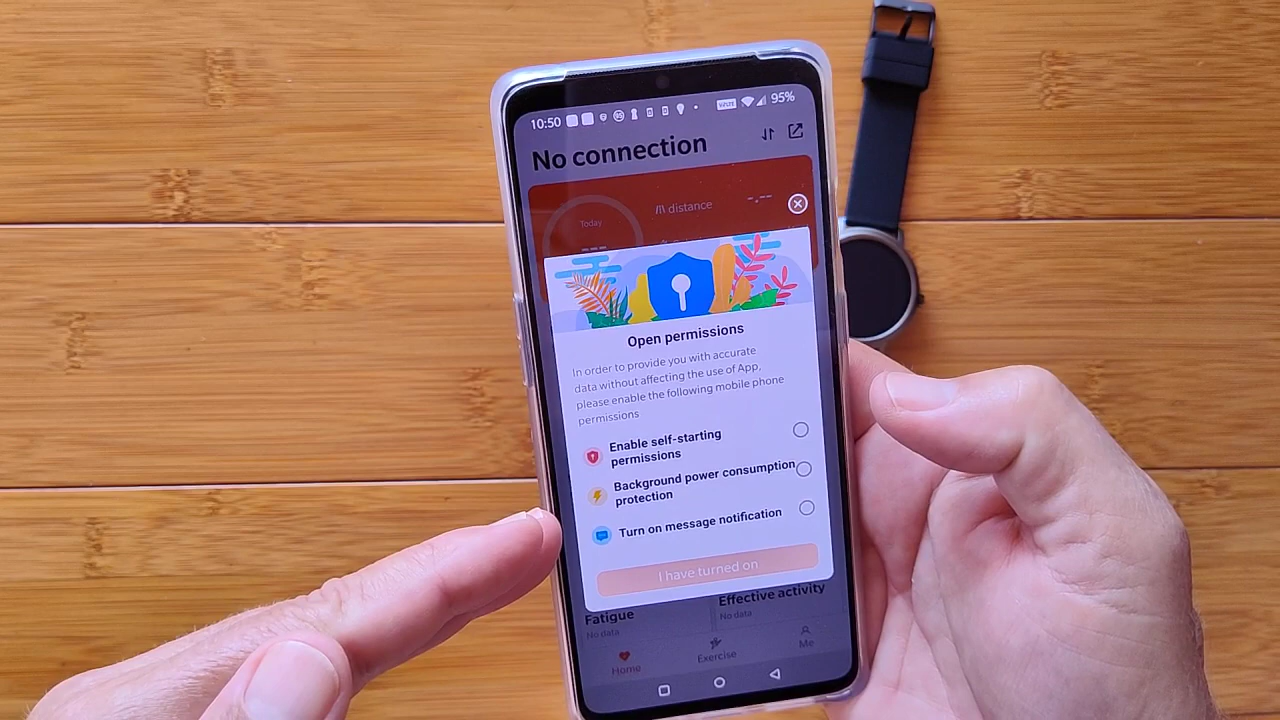 10:50
VoLTE
95%
No connection
Today
distance
Open permissions
In order to provide you with accurate
data without affecting the use of App,
please enable the following mobile phone
permissions
Enable self-starting
permissions
Background power consumption
protection
Turn on message notification
I have turned on
Fatigue
No data
Effective activity
No data
Home
Exercise
Me